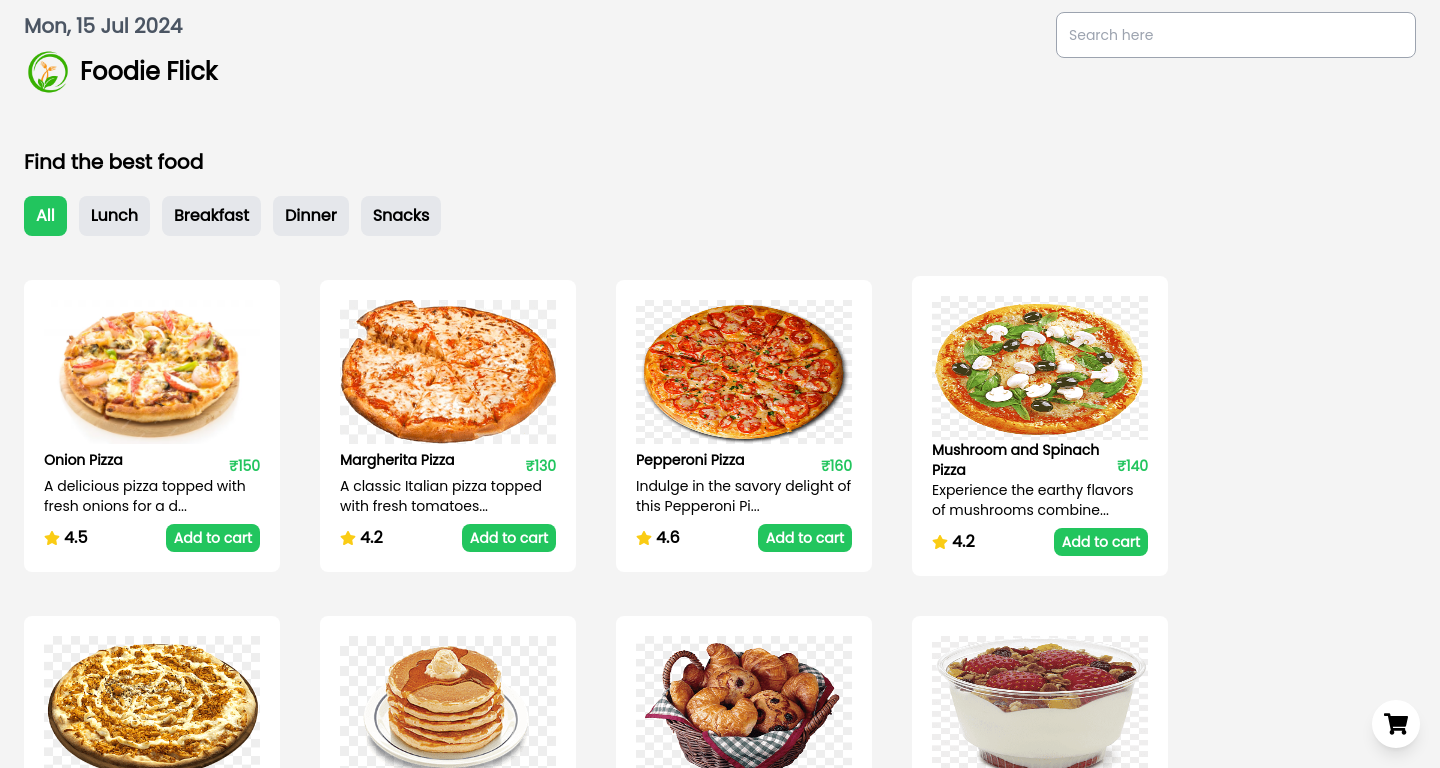 Mon, 15 Jul 2024
Search here
Foodie Flick
Find the best food
All
Lunch
Breakfast
Dinner
Snacks
Onion Pizza
₹150
A delicious pizza topped with
fresh onions for a d...
4.5
Add to cart
Margherita Pizza
₹130
A classic Italian pizza topped
with fresh tomatoes...
4.2
Add to cart
Pepperoni Pizza
₹160
Indulge in the savory delight of
this Pepperoni Pi...
4.6
Add to cart
Mushroom and Spinach
Pizza
₹140
Experience the earthy flavors
of mushrooms combine...
4.2
Add to cart